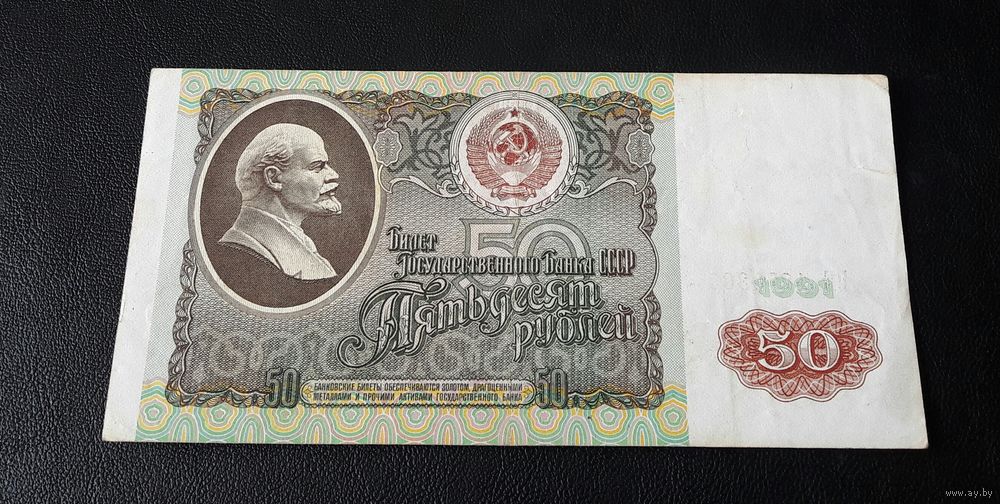 50
Билет
Государственного Банка СССР
Пятьдесят
рублей
50
50
БАНКОВСКИЕ БИЛЕТЫ ОБЕСПЕЧИВАЮТСЯ ЗОЛОТОМ, ДРАГОЦЕННЫМИ
МЕТАЛЛАМИ И ПРОЧИМИ АКТИВАМИ ГОСУДАРСТВЕННОГО БАНКА
50
www.ay.by